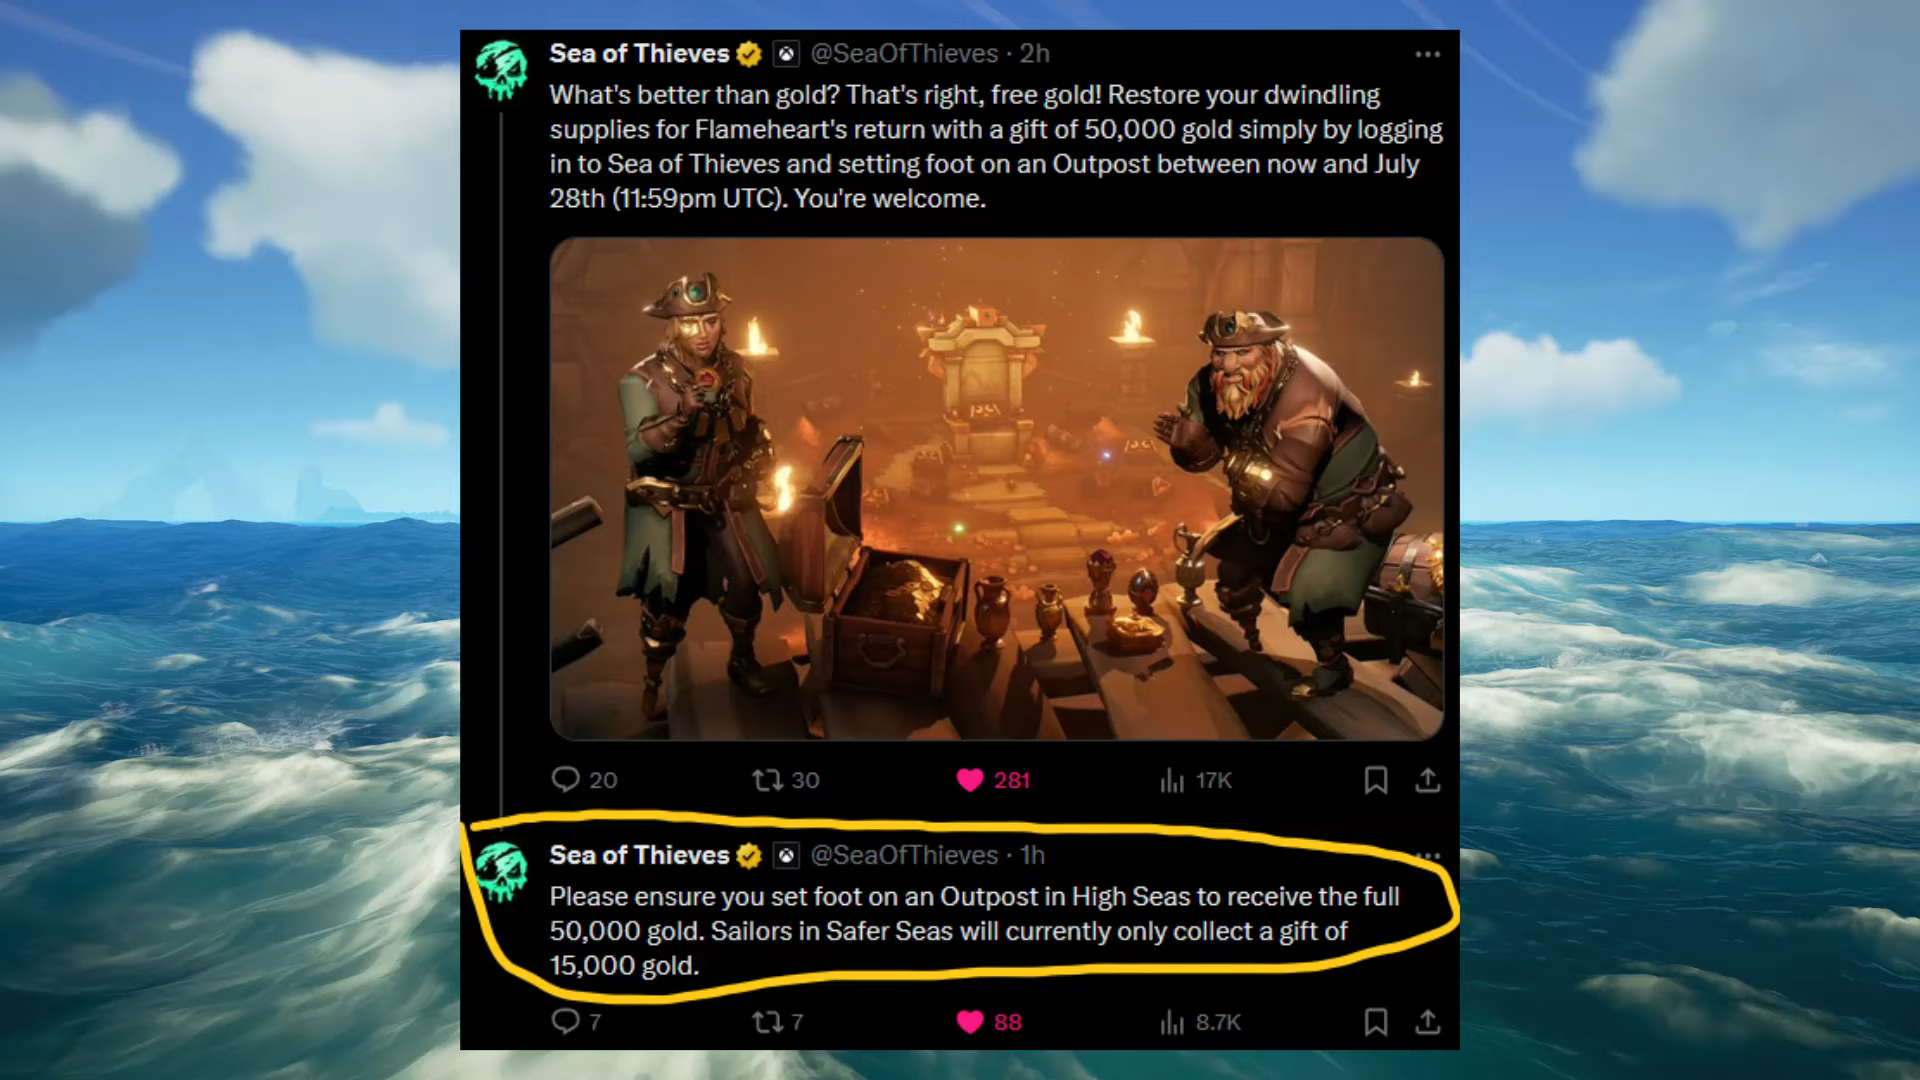 Sea of Thieves @SeaOfThieves · 2h
What's better than gold? That's right, free gold! Restore your dwindling
supplies for Flameheart's return with a gift of 50,000 gold simply by logging
in to Sea of Thieves and setting foot on an Outpost between now and July
28th (11:59pm UTC). You're welcome.
20 30 281 17K
Sea of Thieves @SeaOfThieves · 1h
Please ensure you set foot on an Outpost in High Seas to receive the full
50,000 gold. Sailors in Safer Seas will currently only collect a gift of
15,000 gold.
7 7 88 8.7K